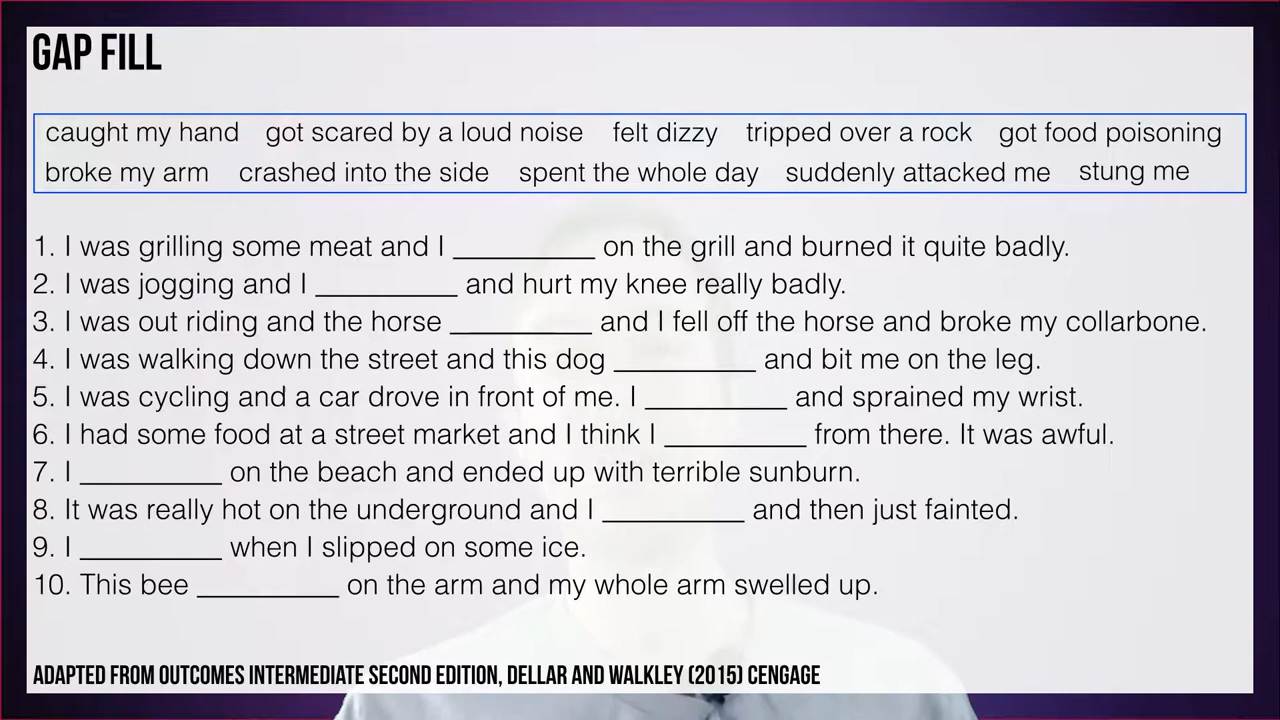 GAP FILL
caught my hand got scared by a loud noise felt dizzy tripped over a rock got food poisoning
broke my arm crashed into the side spent the whole day suddenly attacked me stung me
1. I was grilling some meat and I __________ on the grill and burned it quite badly.
2. I was jogging and I __________ and hurt my knee really badly.
3. I was out riding and the horse __________ and I fell off the horse and broke my collarbone.
4. I was walking down the street and this dog __________ and bit me on the leg.
5. I was cycling and a car drove in front of me. I __________ and sprained my wrist.
6. I had some food at a street market and I think I __________ from there. It was awful.
7. I __________ on the beach and ended up with terrible sunburn.
8. It was really hot on the underground and I __________ and then just fainted.
9. I __________ when I slipped on some ice.
10. This bee __________ on the arm and my whole arm swelled up.
ADAPTED FROM OUTCOMES INTERMEDIATE SECOND EDITION, DELLAR AND WALKLEY (2015) CENGAGE